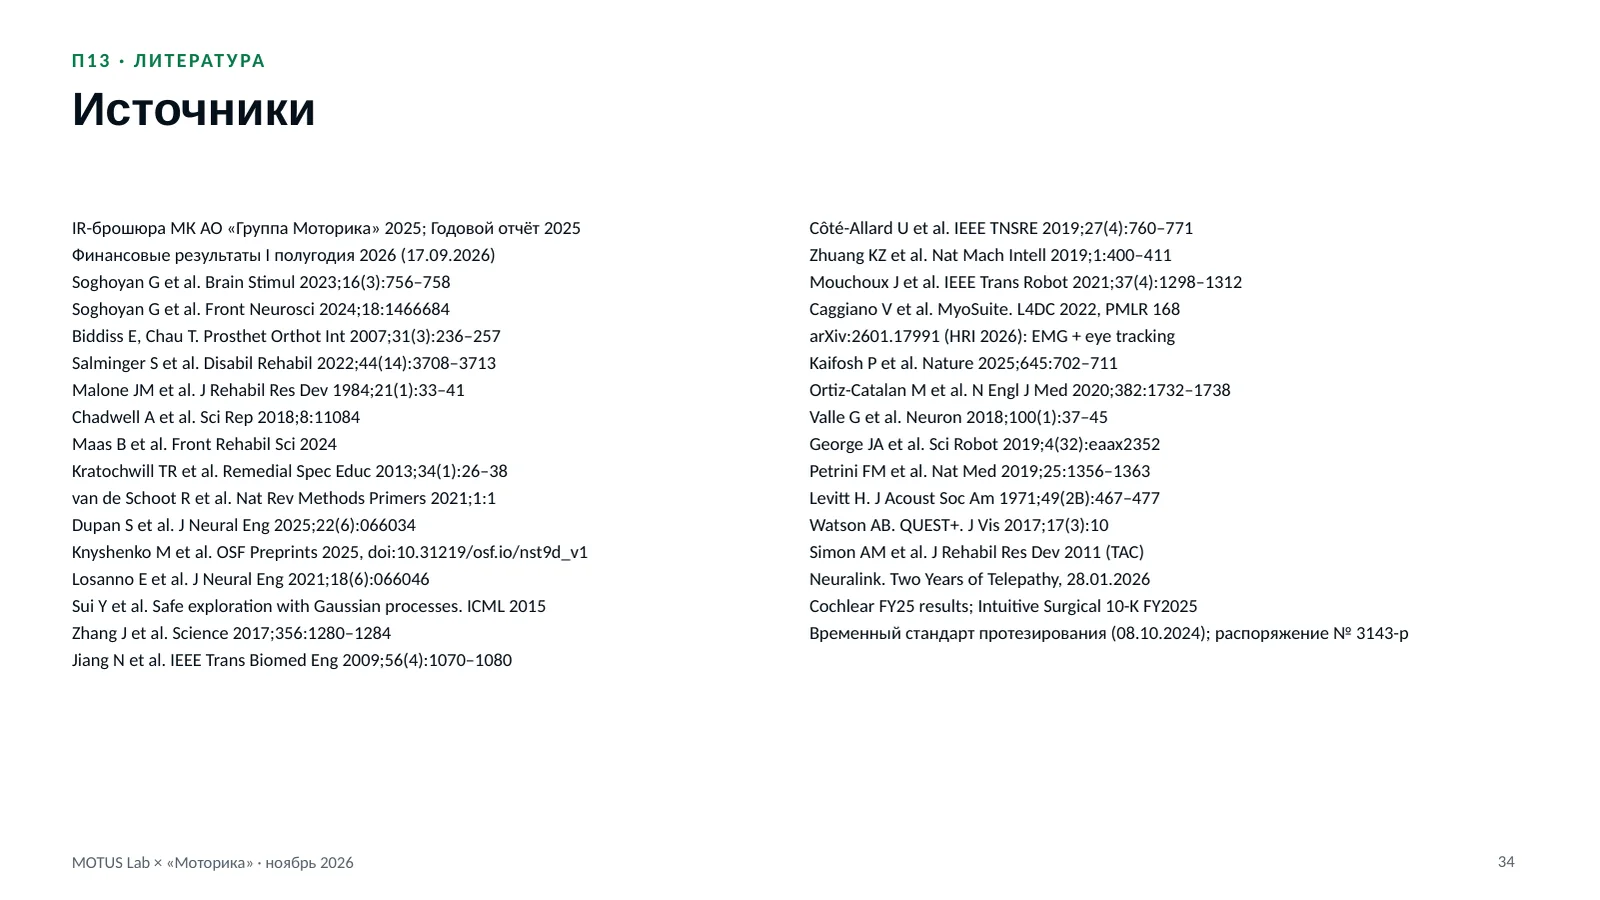 П13 · ЛИТЕРАТУРА
Источники
IR-брошюра МК АО «Группа Моторика» 2025; Годовой отчёт 2025
Финансовые результаты I полугодия 2026 (17.09.2026)
Soghoyan G et al. Brain Stimul 2023;16(3):756–758
Soghoyan G et al. Front Neurosci 2024;18:1466684
Biddiss E, Chau T. Prosthet Orthot Int 2007;31(3):236–257
Salminger S et al. Disabil Rehabil 2022;44(14):3708–3713
Malone JM et al. J Rehabil Res Dev 1984;21(1):33–41
Chadwell A et al. Sci Rep 2018;8:11084
Maas B et al. Front Rehabil Sci 2024
Kratochwill TR et al. Remedial Spec Educ 2013;34(1):26–38
van de Schoot R et al. Nat Rev Methods Primers 2021;1:1
Dupan S et al. J Neural Eng 2025;22(6):066034
Knyshenko M et al. OSF Preprints 2025, doi:10.31219/osf.io/nst9d_v1
Losanno E et al. J Neural Eng 2021;18(6):066046
Sui Y et al. Safe exploration with Gaussian processes. ICML 2015
Zhang J et al. Science 2017;356:1280–1284
Jiang N et al. IEEE Trans Biomed Eng 2009;56(4):1070–1080
Côté-Allard U et al. IEEE TNSRE 2019;27(4):760–771
Zhuang KZ et al. Nat Mach Intell 2019;1:400–411
Mouchoux J et al. IEEE Trans Robot 2021;37(4):1298–1312
Caggiano V et al. MyoSuite. L4DC 2022, PMLR 168
arXiv:2601.17991 (HRI 2026): EMG + eye tracking
Kaifosh P et al. Nature 2025;645:702–711
Ortiz-Catalan M et al. N Engl J Med 2020;382:1732–1738
Valle G et al. Neuron 2018;100(1):37–45
George JA et al. Sci Robot 2019;4(32):eaax2352
Petrini FM et al. Nat Med 2019;25:1356–1363
Levitt H. J Acoust Soc Am 1971;49(2B):467–477
Watson AB. QUEST+. J Vis 2017;17(3):10
Simon AM et al. J Rehabil Res Dev 2011 (TAC)
Neuralink. Two Years of Telepathy, 28.01.2026
Cochlear FY25 results; Intuitive Surgical 10-K FY2025
Временный стандарт протезирования (08.10.2024); распоряжение № 3143-р
MOTUS Lab × «Моторика» · ноябрь 2026
34